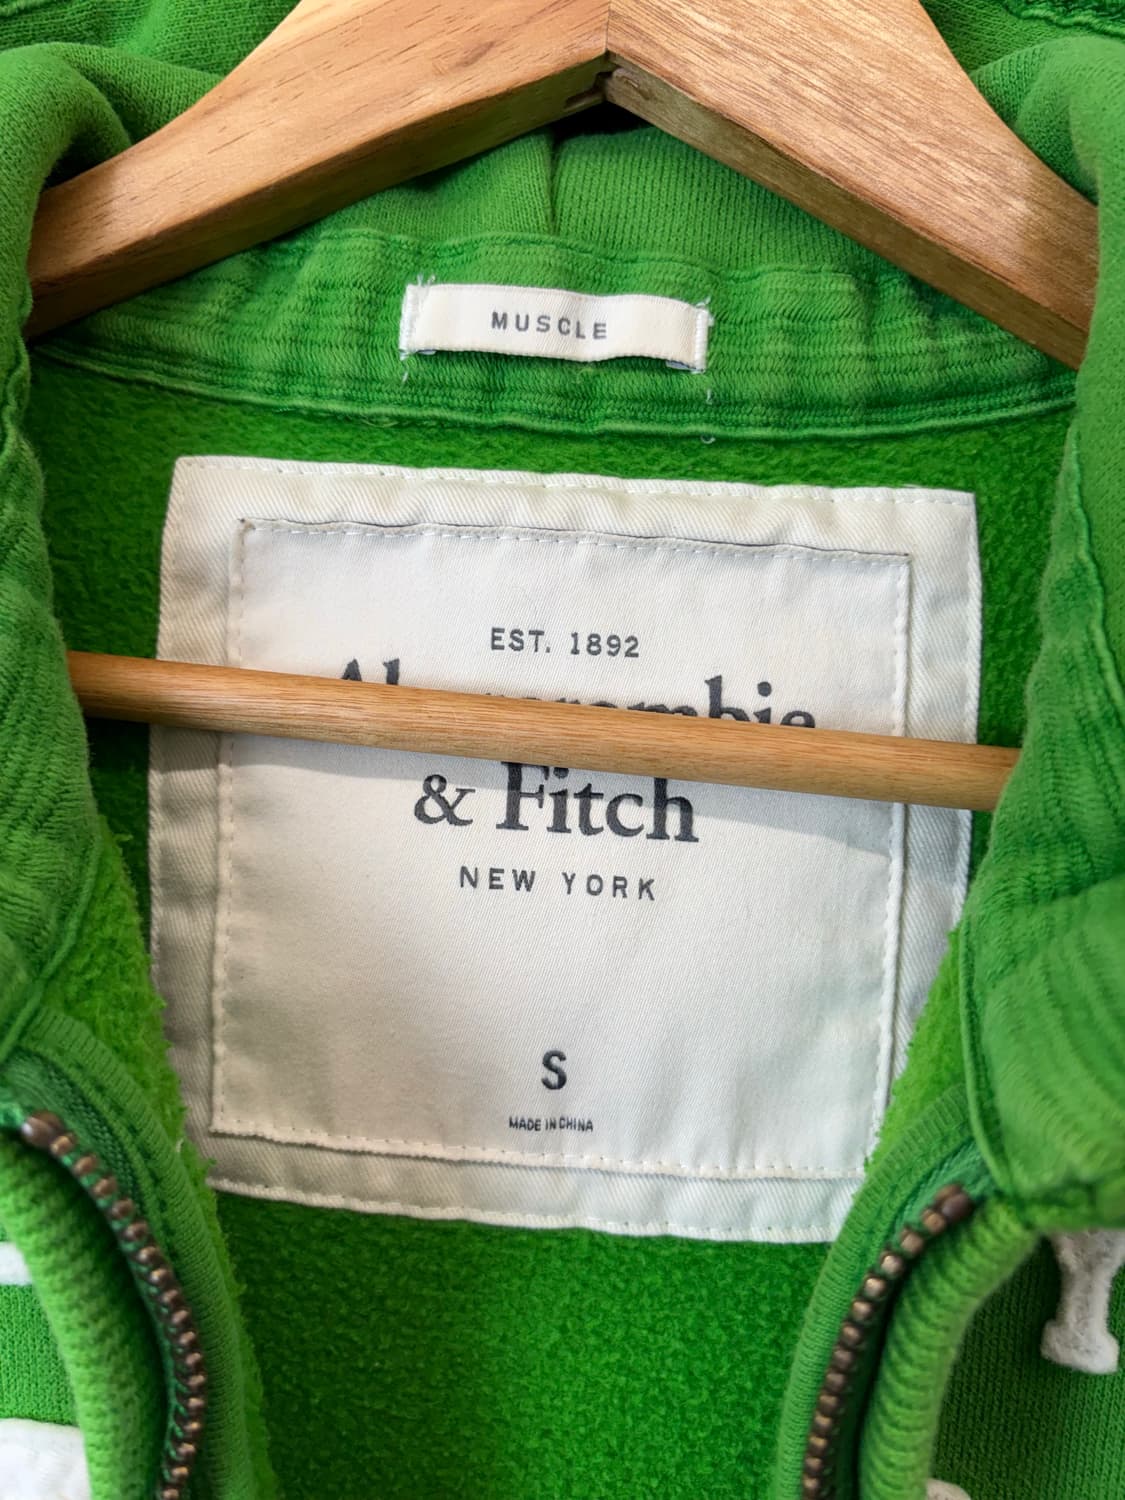 MUSCLE
EST. 1892
Abercrombie
& Fitch
NEW YORK
S
MADE IN CHINA